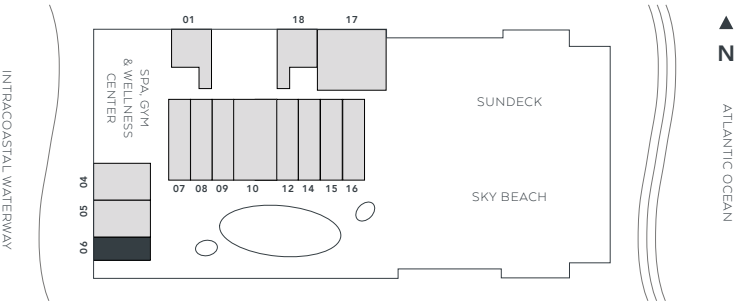 01
18
17
N
INTRACOASTAL WATERWAY
SPA, GYM
& WELLNESS
CENTER
SUNDECK
ATLANTIC OCEAN
04
05
06
07 08 09 10 12 14 15 16
SKY BEACH